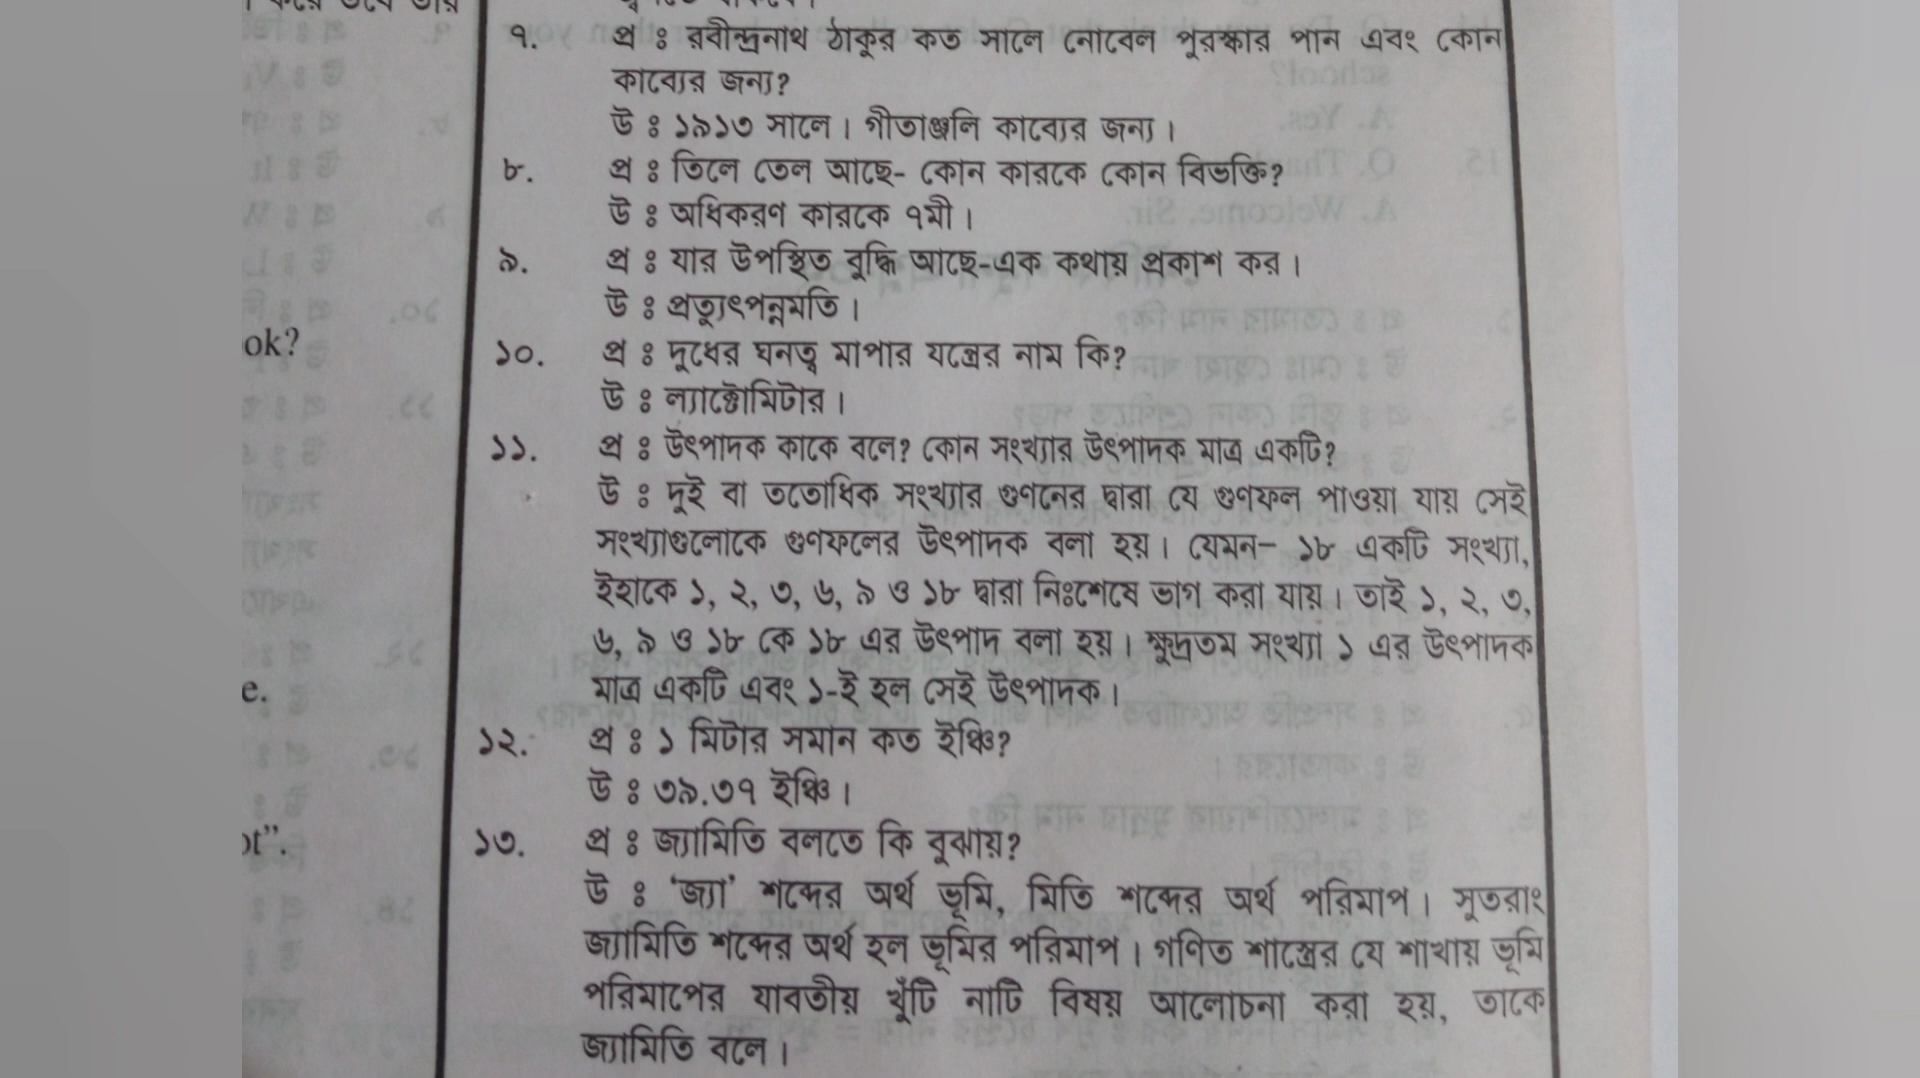 ৭. প্র ঃ রবীন্দ্রনাথ ঠাকুর কত সালে নোবেল পুরস্কার পান এবং কোন
কাব্যের জন্য?
উ ঃ ১৯১৩ সালে। গীতাঞ্জলি কাব্যের জন্য।
৮. প্র ঃ তিলে তেল আছে- কোন কারকে কোন বিভক্তি?
উ ঃ অধিকরণ কারকে ৭মী।
৯. প্র ঃ যার উপস্থিত বুদ্ধি আছে-এক কথায় প্রকাশ কর।
উ ঃ প্রত্যুৎপন্নমতি।
ok?
১০. প্র ঃ দুধের ঘনত্ব মাপার যন্ত্রের নাম কি?
উ ঃ ল্যাক্টোমিটার।
১১. প্র ঃ উৎপাদক কাকে বলে? কোন সংখ্যার উৎপাদক মাত্র একটি?
উ ঃ দুই বা ততোধিক সংখ্যার গুণনের দ্বারা যে গুণফল পাওয়া যায় সেই
সংখ্যাগুলোকে গুণফলের উৎপাদক বলা হয়। যেমন- ১৮ একটি সংখ্যা,
ইহাকে ১, ২, ৩, ৬, ৯ ও ১৮ দ্বারা নিঃশেষে ভাগ করা যায়। তাই ১, ২, ৩,
৬, ৯ ও ১৮ কে ১৮ এর উৎপাদ বলা হয়। ক্ষুদ্রতম সংখ্যা ১ এর উৎপাদক
মাত্র একটি এবং ১-ই হল সেই উৎপাদক।
e.
১২. প্র ঃ ১ মিটার সমান কত ইঞ্চি?
উ ঃ ৩৯.৩৭ ইঞ্চি।
১৩. প্র ঃ জ্যামিতি বলতে কি বুঝায়?
উ ঃ ‘জ্যা’ শব্দের অর্থ ভূমি, মিতি শব্দের অর্থ পরিমাপ। সুতরাং
জ্যামিতি শব্দের অর্থ হল ভূমির পরিমাপ। গণিত শাস্ত্রের যে শাখায় ভূমি
পরিমাপের যাবতীয় খুঁটি নাটি বিষয় আলোচনা করা হয়, তাকে
জ্যামিতি বলে।